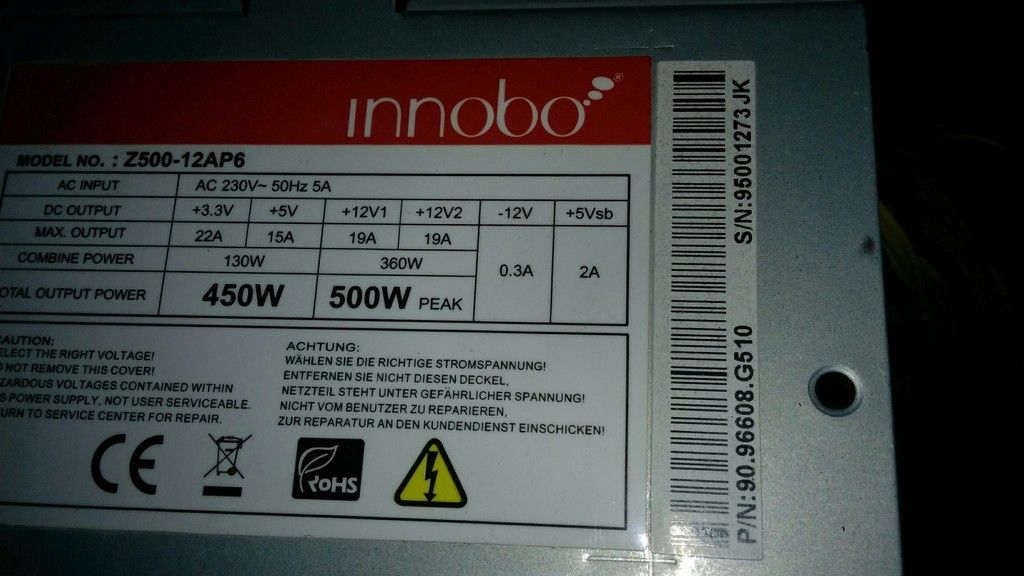 innobo®
MODEL NO. : Z500-12AP6
AC INPUT AC 230V~ 50Hz 5A
DC OUTPUT +3.3V +5V +12V1 +12V2 -12V +5Vsb
MAX. OUTPUT 22A 15A 19A 19A 0.3A 2A
COMBINE POWER 130W 360W
OTAL OUTPUT POWER 450W 500W PEAK
AUTION:
ELECT THE RIGHT VOLTAGE!
O NOT REMOVE THIS COVER!
ZARDOUS VOLTAGES CONTAINED WITHIN
S POWER SUPPLY. NOT USER SERVICEABLE.
URN TO SERVICE CENTER FOR REPAIR.
ACHTUNG:
WÄHLEN SIE DIE RICHTIGE STROMSPANNUNG!
ENTFERNEN SIE NICHT DIESEN DECKEL,
NETZTEIL STEHT UNTER GEFÄHRLICHER SPANNUNG!
NICHT VOM BENUTZER ZU REPARIEREN,
ZUR REPARATUR AN DEN KUNDENDIENST EINSCHICKEN!
CE
RoHS
S/N:95001273JK
P/N:90.96608.G510